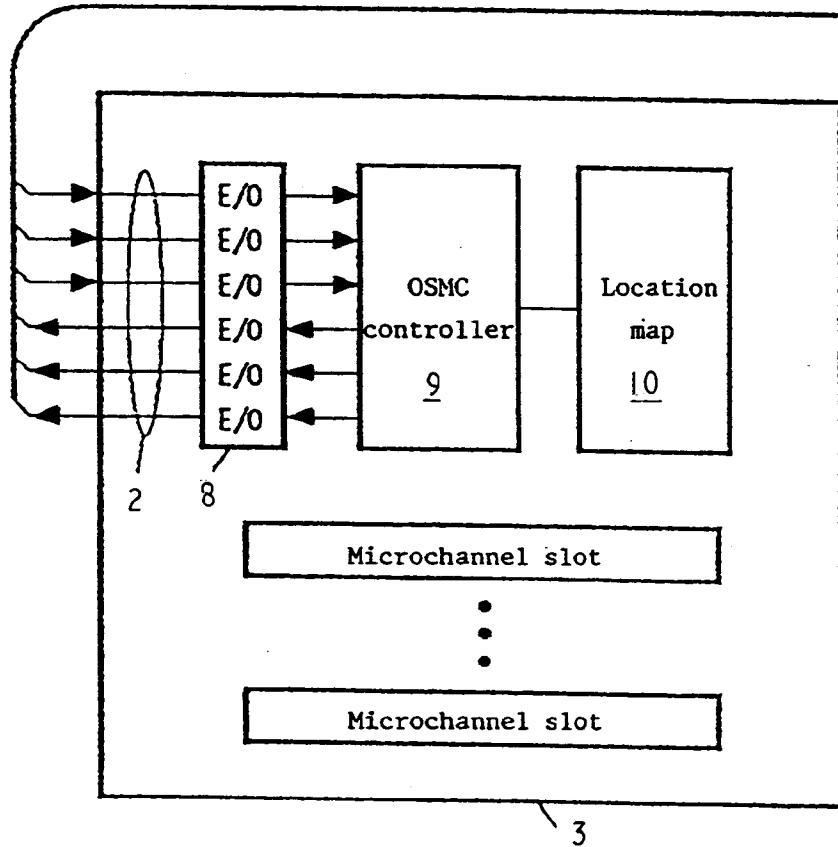 E/O
E/O
E/O
E/O
E/O
E/O
OSMC
controller
9
Location
map
10
2
8
Microchannel slot
Microchannel slot
3